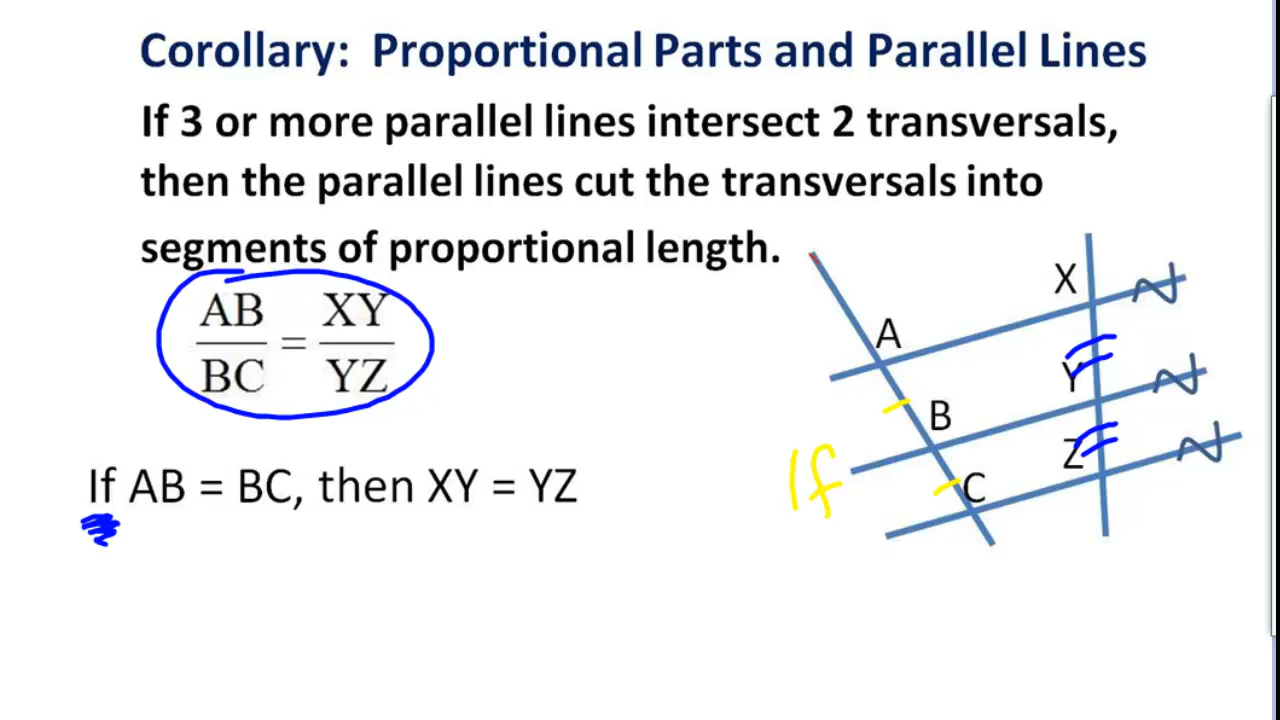 Corollary: Proportional Parts and Parallel Lines
If 3 or more parallel lines intersect 2 transversals,
then the parallel lines cut the transversals into
segments of proportional length.
AB/BC = XY/YZ
If AB = BC, then XY = YZ
X
A
Y
B
Z
If
C